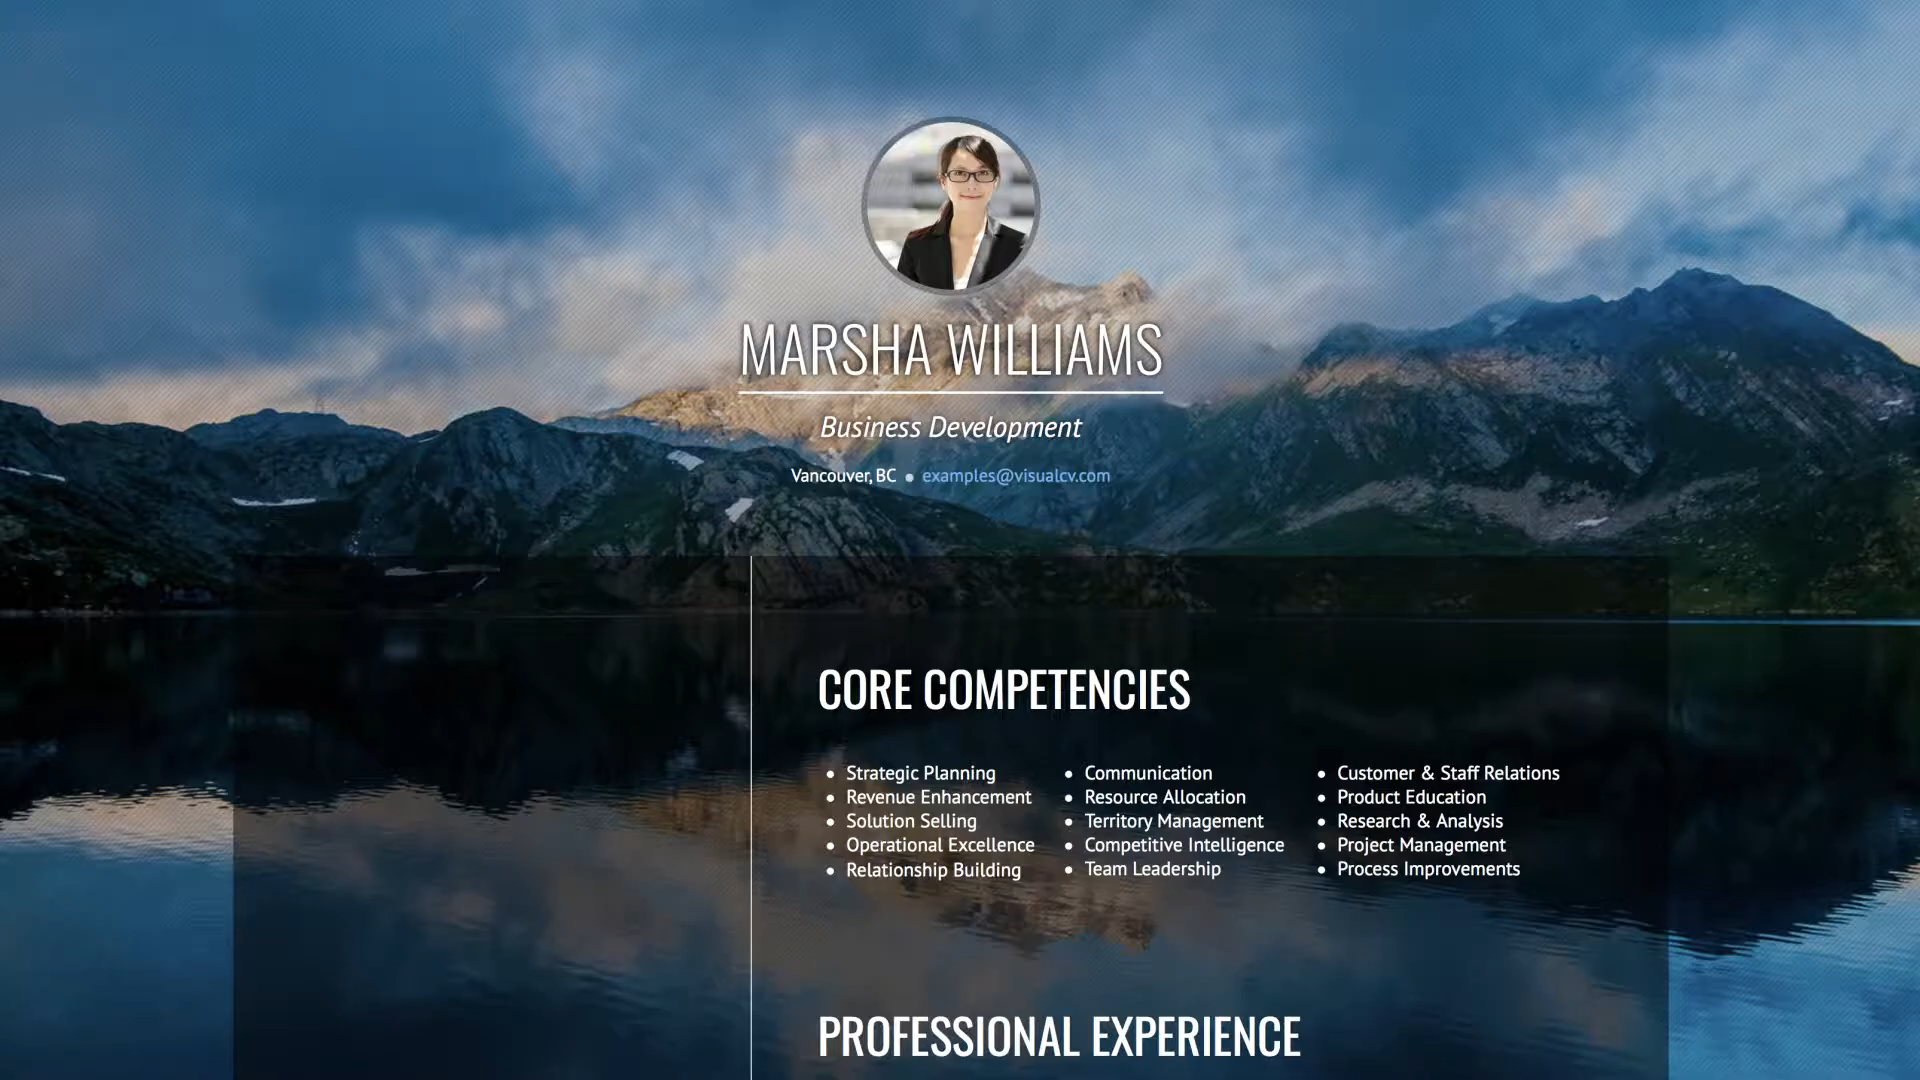 MARSHA WILLIAMS
Business Development
Vancouver, BC ● examples@visualcv.com
CORE COMPETENCIES
• Strategic Planning
• Revenue Enhancement
• Solution Selling
• Operational Excellence
• Relationship Building
• Communication
• Resource Allocation
• Territory Management
• Competitive Intelligence
• Team Leadership
• Customer & Staff Relations
• Product Education
• Research & Analysis
• Project Management
• Process Improvements
PROFESSIONAL EXPERIENCE